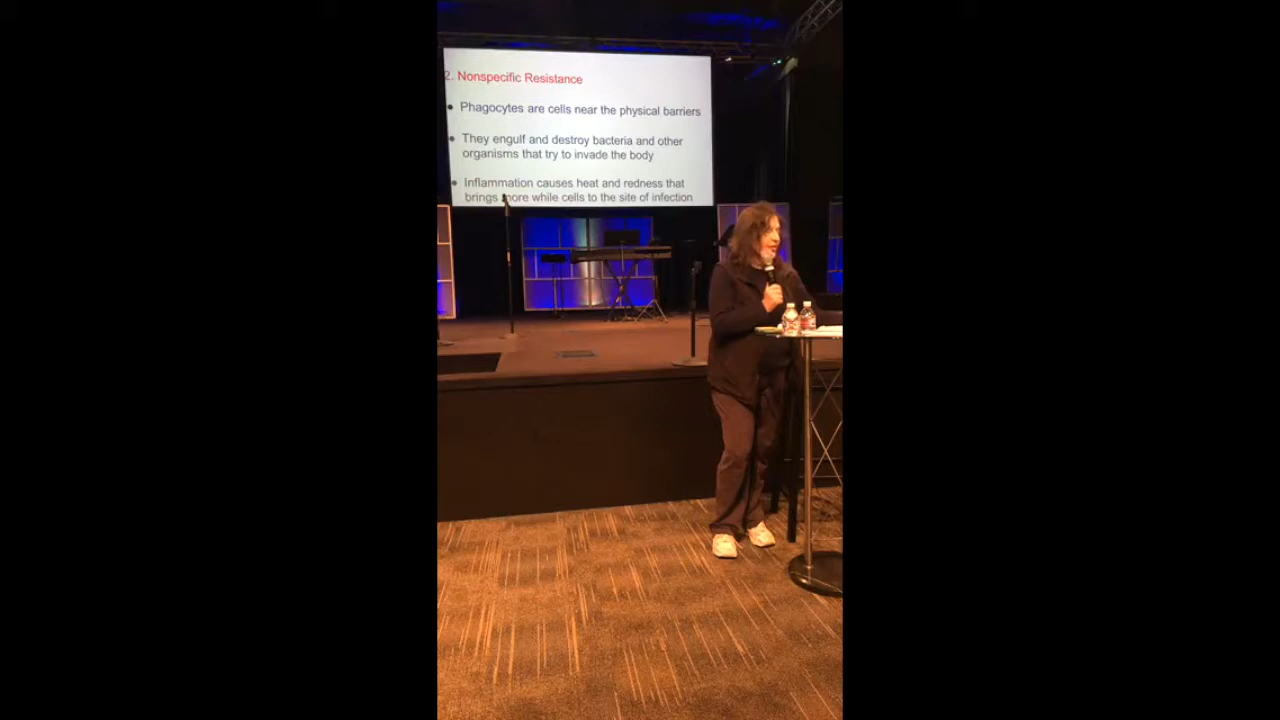 2. Nonspecific Resistance
• Phagocytes are cells near the physical barriers
• They engulf and destroy bacteria and other
organisms that try to invade the body
• Inflammation causes heat and redness that
brings more while cells to the site of infection